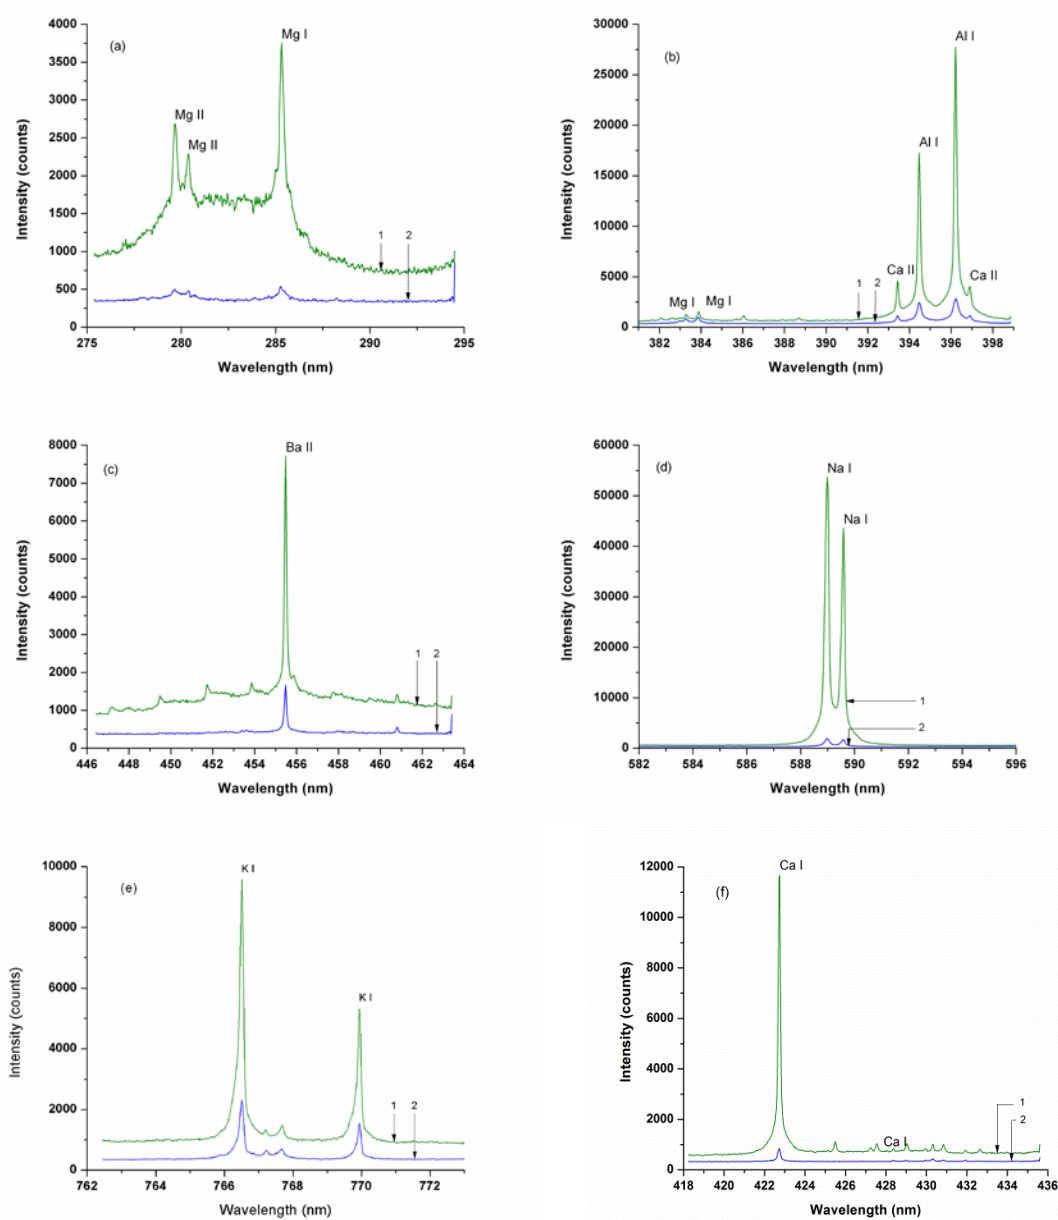 (a)
Mg I
Mg II
Mg II
1 2
4000
3500
3000
2500
2000
1500
1000
500
0
Intensity (counts)
275 280 285 290 295
Wavelength (nm)
(b)
Al I
Al I
Ca II
Ca II
Mg I Mg I
1 2
30000
25000
20000
15000
10000
5000
0
Intensity (counts)
382 384 386 388 390 392 394 396 398
Wavelength (nm)
(c)
Ba II
1 2
8000
7000
6000
5000
4000
3000
2000
1000
0
Intensity (counts)
446 448 450 452 454 456 458 460 462 464
Wavelength (nm)
(d)
Na I
Na I
1
2
60000
50000
40000
30000
20000
10000
0
Intensity (counts)
582 584 586 588 590 592 594 596
Wavelength (nm)
(e)
K I
K I
1 2
10000
8000
6000
4000
2000
0
Intensity (counts)
762 764 766 768 770 772
Wavelength (nm)
(f)
Ca I
Ca I
1
2
12000
10000
8000
6000
4000
2000
0
Intensity (counts)
418 420 422 424 426 428 430 432 434 436
Wavelength (nm)